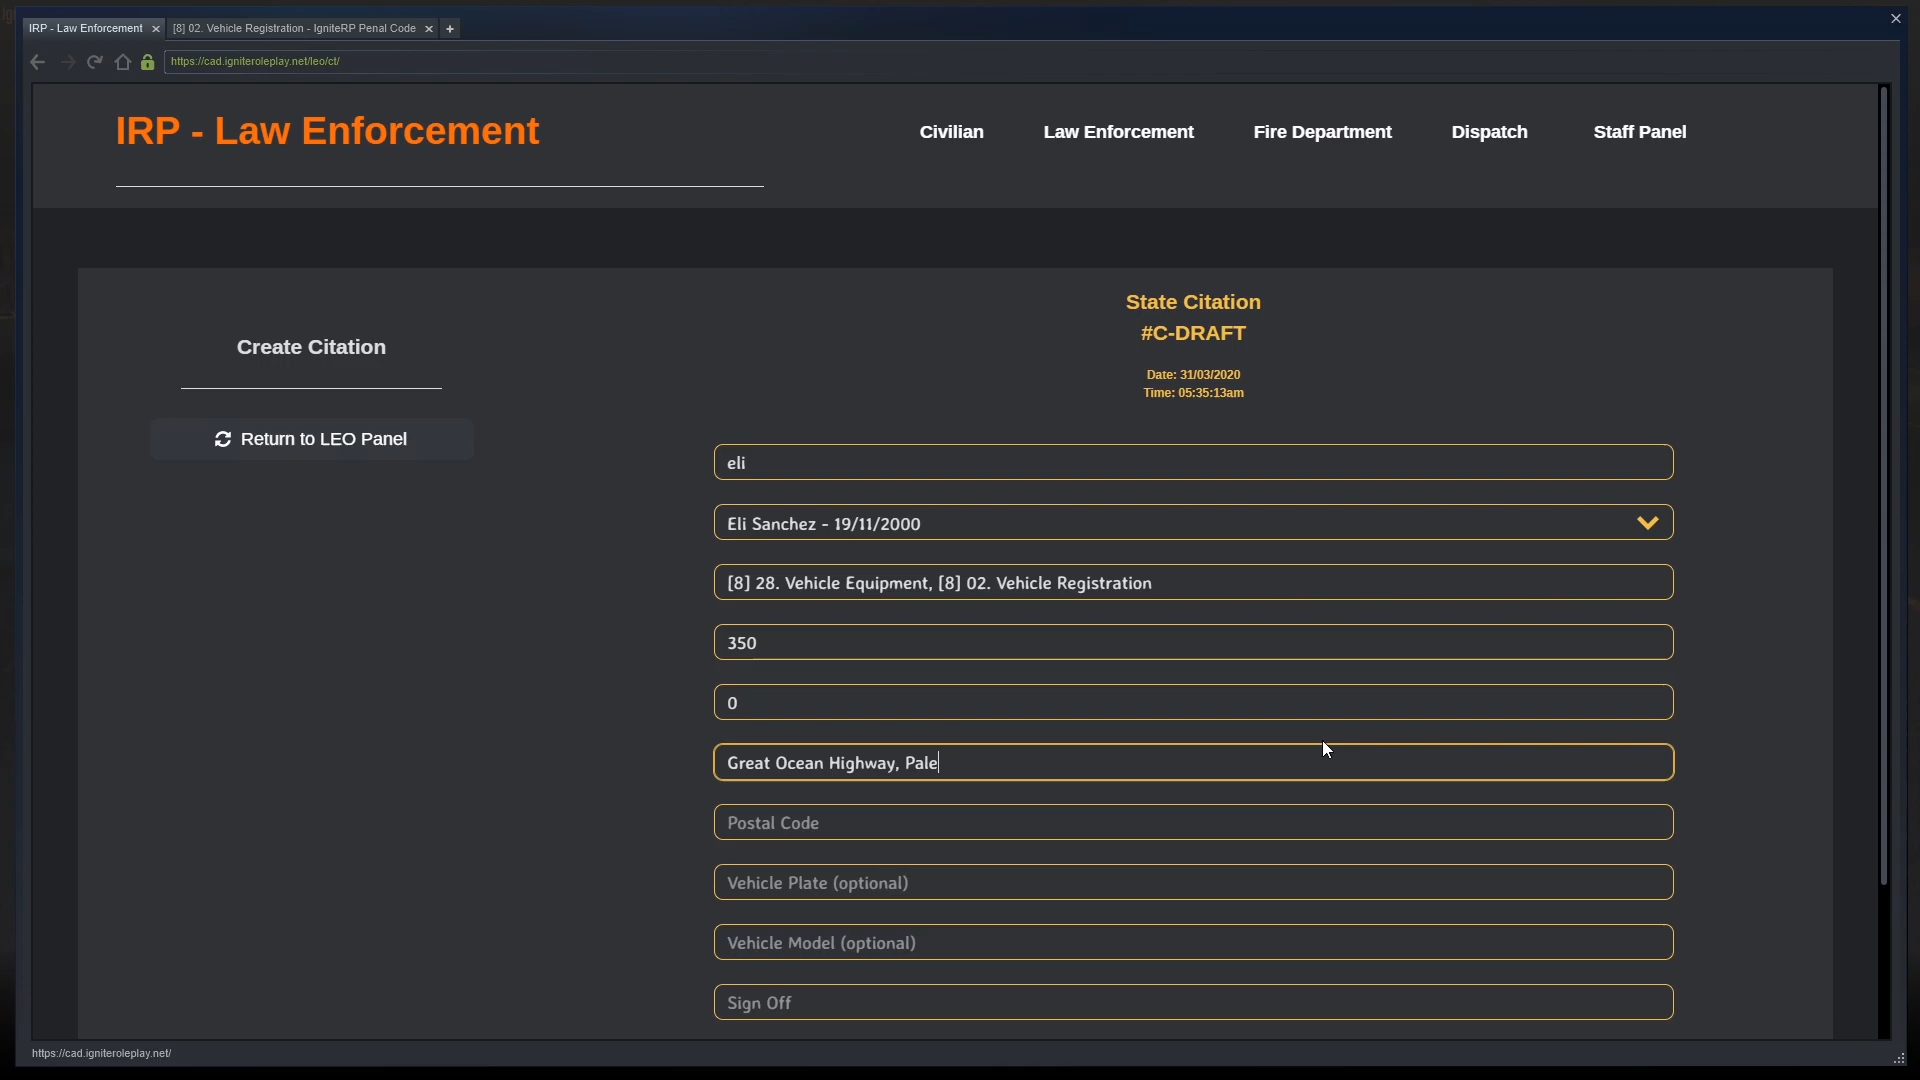 IRP - Law Enforcement
[8] 02. Vehicle Registration - IgniteRP Penal Code
https://cad.igniteroleplay.net/leo/ct/
IRP - Law Enforcement
Civilian
Law Enforcement
Fire Department
Dispatch
Staff Panel
Create Citation
Return to LEO Panel
State Citation
#C-DRAFT
Date: 31/03/2020
Time: 05:35:13am
eli
Eli Sanchez - 19/11/2000
[8] 28. Vehicle Equipment, [8] 02. Vehicle Registration
350
0
Great Ocean Highway, Pale
Postal Code
Vehicle Plate (optional)
Vehicle Model (optional)
Sign Off
https://cad.igniteroleplay.net/